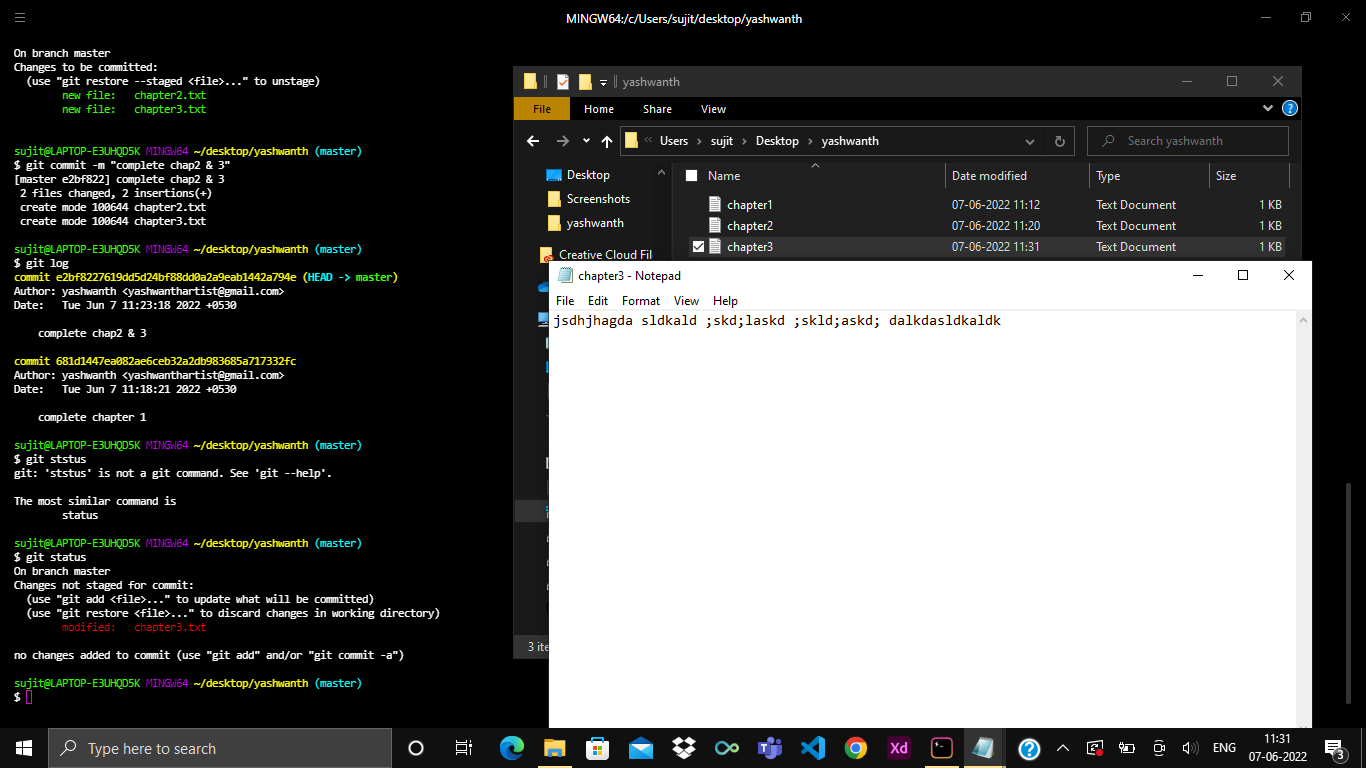 MINGW64:/c/Users/sujit/desktop/yashwanth
On branch master
Changes to be committed:
(use "git restore --staged <file>..." to unstage)
new file:   chapter2.txt
new file:   chapter3.txt
sujit@LAPTOP-E3UHQD5K MINGW64 ~/desktop/yashwanth (master)
$ git commit -m "complete chap2 & 3"
[master e2bf822] complete chap2 & 3
2 files changed, 2 insertions(+)
create mode 100644 chapter2.txt
create mode 100644 chapter3.txt
sujit@LAPTOP-E3UHQD5K MINGW64 ~/desktop/yashwanth (master)
$ git log
commit e2bf8227619dd5d24bf88dd0a2a9eab1442a794e (HEAD -> master)
Author: yashwanth <yashwanthartist@gmail.com>
Date:   Tue Jun 7 11:23:18 2022 +0530
complete chap2 & 3
commit 681d1447ea082ae6ceb32a2db983685a717332fc
Author: yashwanth <yashwanthartist@gmail.com>
Date:   Tue Jun 7 11:18:21 2022 +0530
complete chapter 1
sujit@LAPTOP-E3UHQD5K MINGW64 ~/desktop/yashwanth (master)
$ git ststus
git: 'ststus' is not a git command. See 'git --help'.
The most similar command is
status
sujit@LAPTOP-E3UHQD5K MINGW64 ~/desktop/yashwanth (master)
$ git status
On branch master
Changes not staged for commit:
(use "git add <file>..." to update what will be committed)
(use "git restore <file>..." to discard changes in working directory)
modified:   chapter3.txt
no changes added to commit (use "git add" and/or "git commit -a")
sujit@LAPTOP-E3UHQD5K MINGW64 ~/desktop/yashwanth (master)
$
yashwanth
File Home Share View
Users > sujit > Desktop > yashwanth
Search yashwanth
Desktop
Screenshots
yashwanth
Creative Cloud Fil
Name Date modified Type Size
chapter1 07-06-2022 11:12 Text Document 1 KB
chapter2 07-06-2022 11:20 Text Document 1 KB
chapter3 07-06-2022 11:31 Text Document 1 KB
3 ite
chapter3 - Notepad
File Edit Format View Help
jsdhjhagda sldkald ;skd;laskd ;skld;askd; dalkdasldkaldk
Type here to search
Xd
ENG
11:31
07-06-2022
3